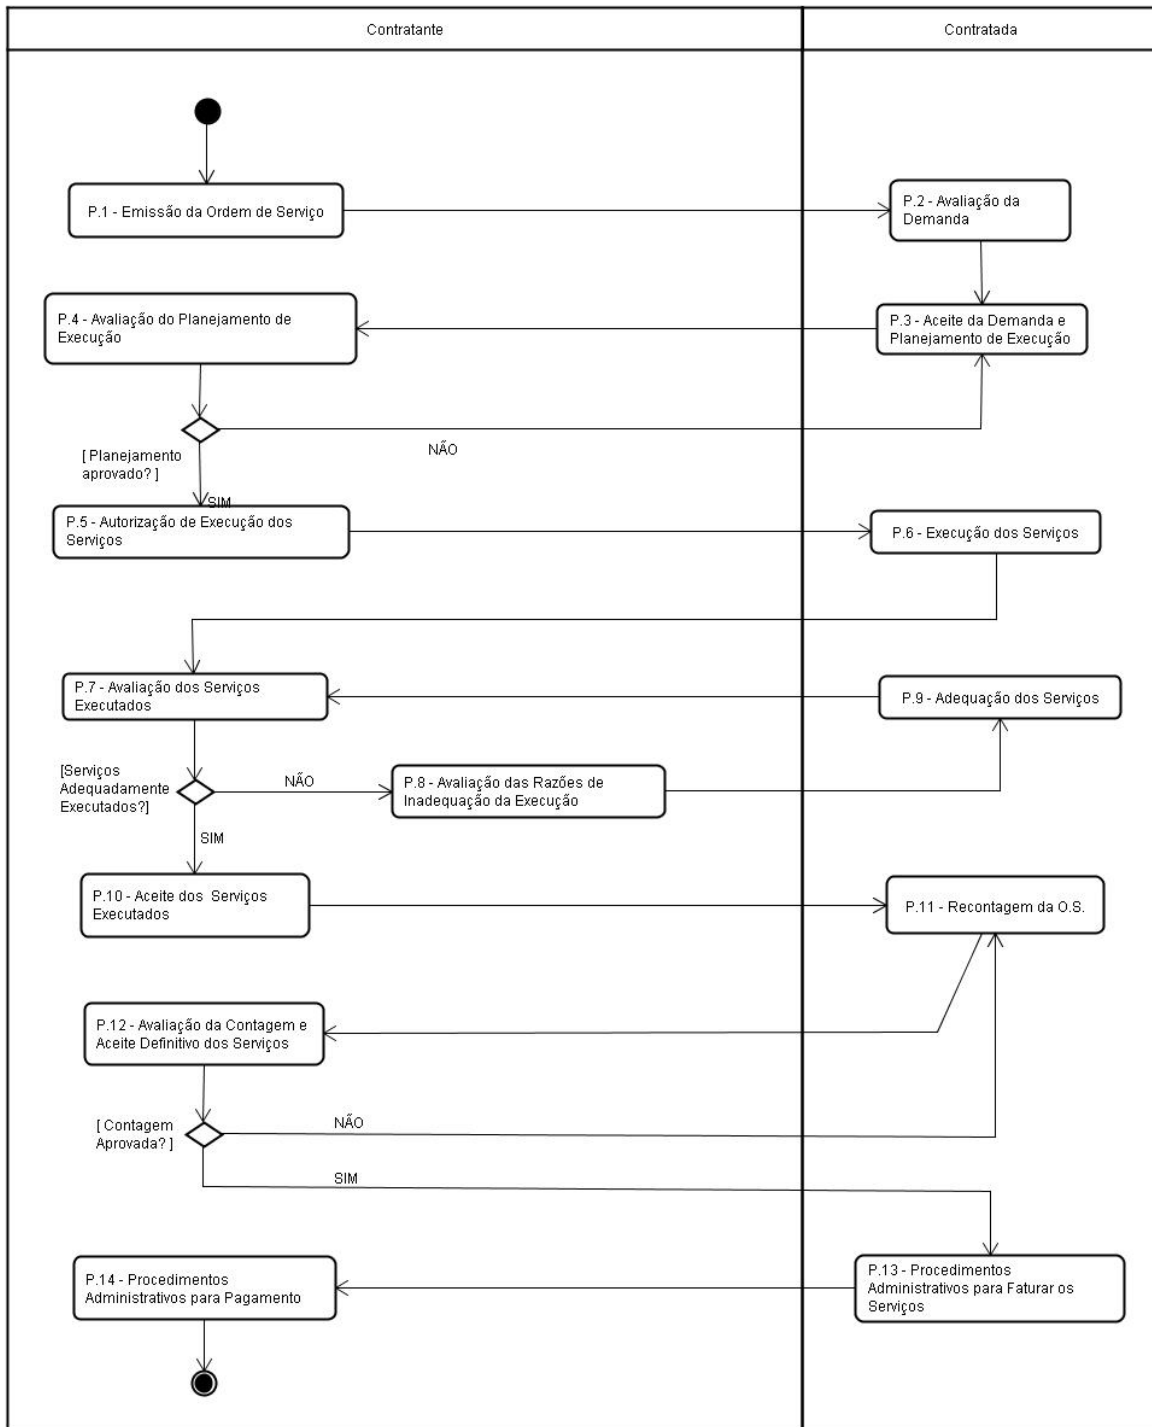 Contratante
Contratada
P.1 - Emissão da Ordem de Serviço
P.2 - Avaliação da
Demanda
P.4 - Avaliação do Planejamento de
Execução
P.3 - Aceite da Demanda e
Planejamento de Execução
[ Planejamento
aprovado? ]
NÃO
SIM
P.5 - Autorização de Execução dos
Serviços
P.6 - Execução dos Serviços
P.7 - Avaliação dos Serviços
Executados
P.9 - Adequação dos Serviços
[Serviços
Adequadamente
Executados?]
NÃO
P.8 - Avaliação das Razões de
Inadequação da Execução
SIM
P.10 - Aceite dos  Serviços
Executados
P.11 - Recontagem da O.S.
P.12 - Avaliação da Contagem e
Aceite Definitivo dos Serviços
[ Contagem
Aprovada? ]
NÃO
SIM
P.14 - Procedimentos
Administrativos para Pagamento
P.13 - Procedimentos
Administrativos para Faturar os
Serviços